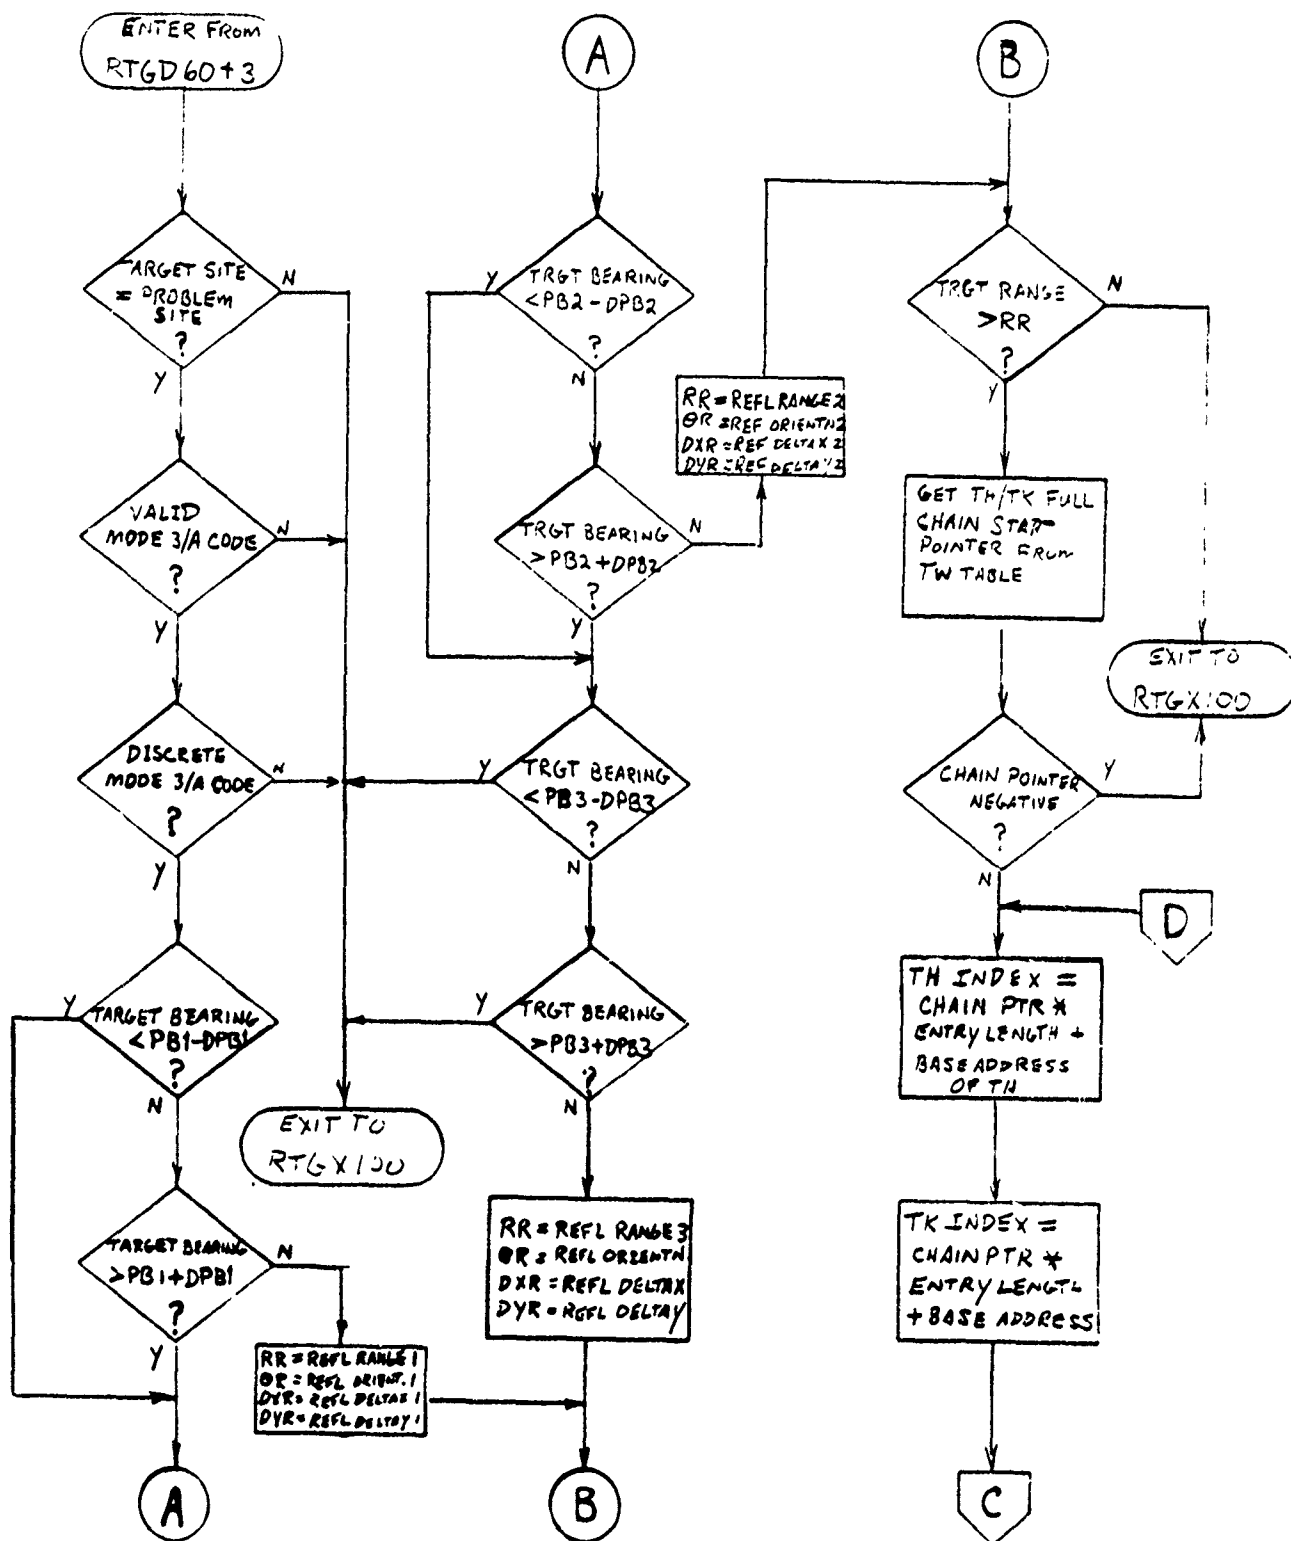 ENTER FROM
RTGD60+3
TARGET SITE
= PROBLEM
SITE
?
N
Y
VALID
MODE 3/A CODE
?
N
Y
DISCRETE
MODE 3/A CODE
?
N
Y
TARGET BEARING
<PB1-DPB1
?
Y
N
TARGET BEARING
>PB1+DPB1
?
N
Y
RR = REFL RANGE 1
ΘR = REFL ORIENT. 1
DXR = REFL DELTAX 1
DYR = REFL DELTAY 1
A
EXIT TO
RTGX100
A
TRGT BEARING
<PB2-DPB2
?
Y
N
TRGT BEARING
>PB2+DPB2
?
N
Y
RR = REFL RANGE 2
ΘR = REF ORIENTN2
DXR = REF DELTAX 2
DYR = REF DELTAY2
TRGT BEARING
<PB3-DPB3
?
Y
N
TRGT BEARING
>PB3+DPB3
?
Y
N
RR = REFL RANGE 3
ΘR = REFL ORIENTN.
DXR = REFL DELTAX
DYR = REFL DELTAY
B
B
TRGT RANGE
>RR
?
N
Y
GET TH/TK FULL
CHAIN START
POINTER FROM
TW TABLE
EXIT TO
RTGX100
CHAIN POINTER
NEGATIVE
?
Y
N
D
TH INDEX =
CHAIN PTR *
ENTRY LENGTH +
BASE ADDRESS
OF TH
TK INDEX =
CHAIN PTR *
ENTRY LENGTH
+ BASE ADDRESS
C